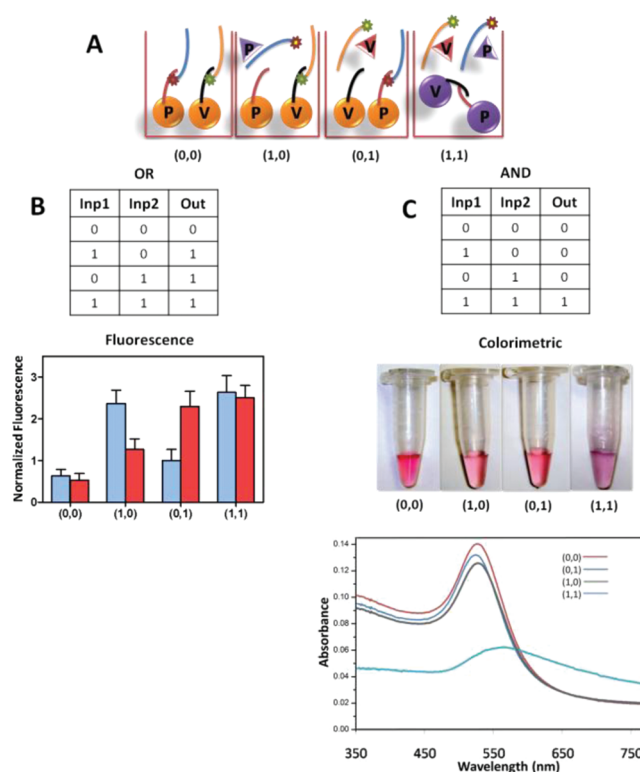 A
P V P P V V V P V P V P
(0,0) (1,0) (0,1) (1,1)
OR
B
Inp1 Inp2 Out
0 0 0
1 0 1
0 1 1
1 1 1
AND
C
Inp1 Inp2 Out
0 0 0
1 0 0
0 1 0
1 1 1
Fluorescence
Normalized Fluorescence
3
2
1
0
(0,0) (1,0) (0,1) (1,1)
Colorimetric
(0,0) (1,0) (0,1) (1,1)
Absorbance
0.14
0.12
0.10
0.08
0.06
0.04
0.02
0.00
(0,0)
(0,1)
(1,0)
(1,1)
350 450 550 650 750
Wavelength (nm)